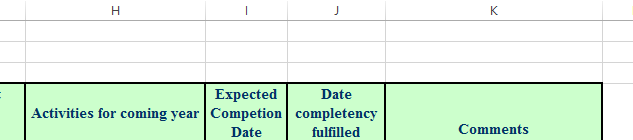 H I J K
Expected Date
Activities for coming year Competion completency
Date fulfilled Comments